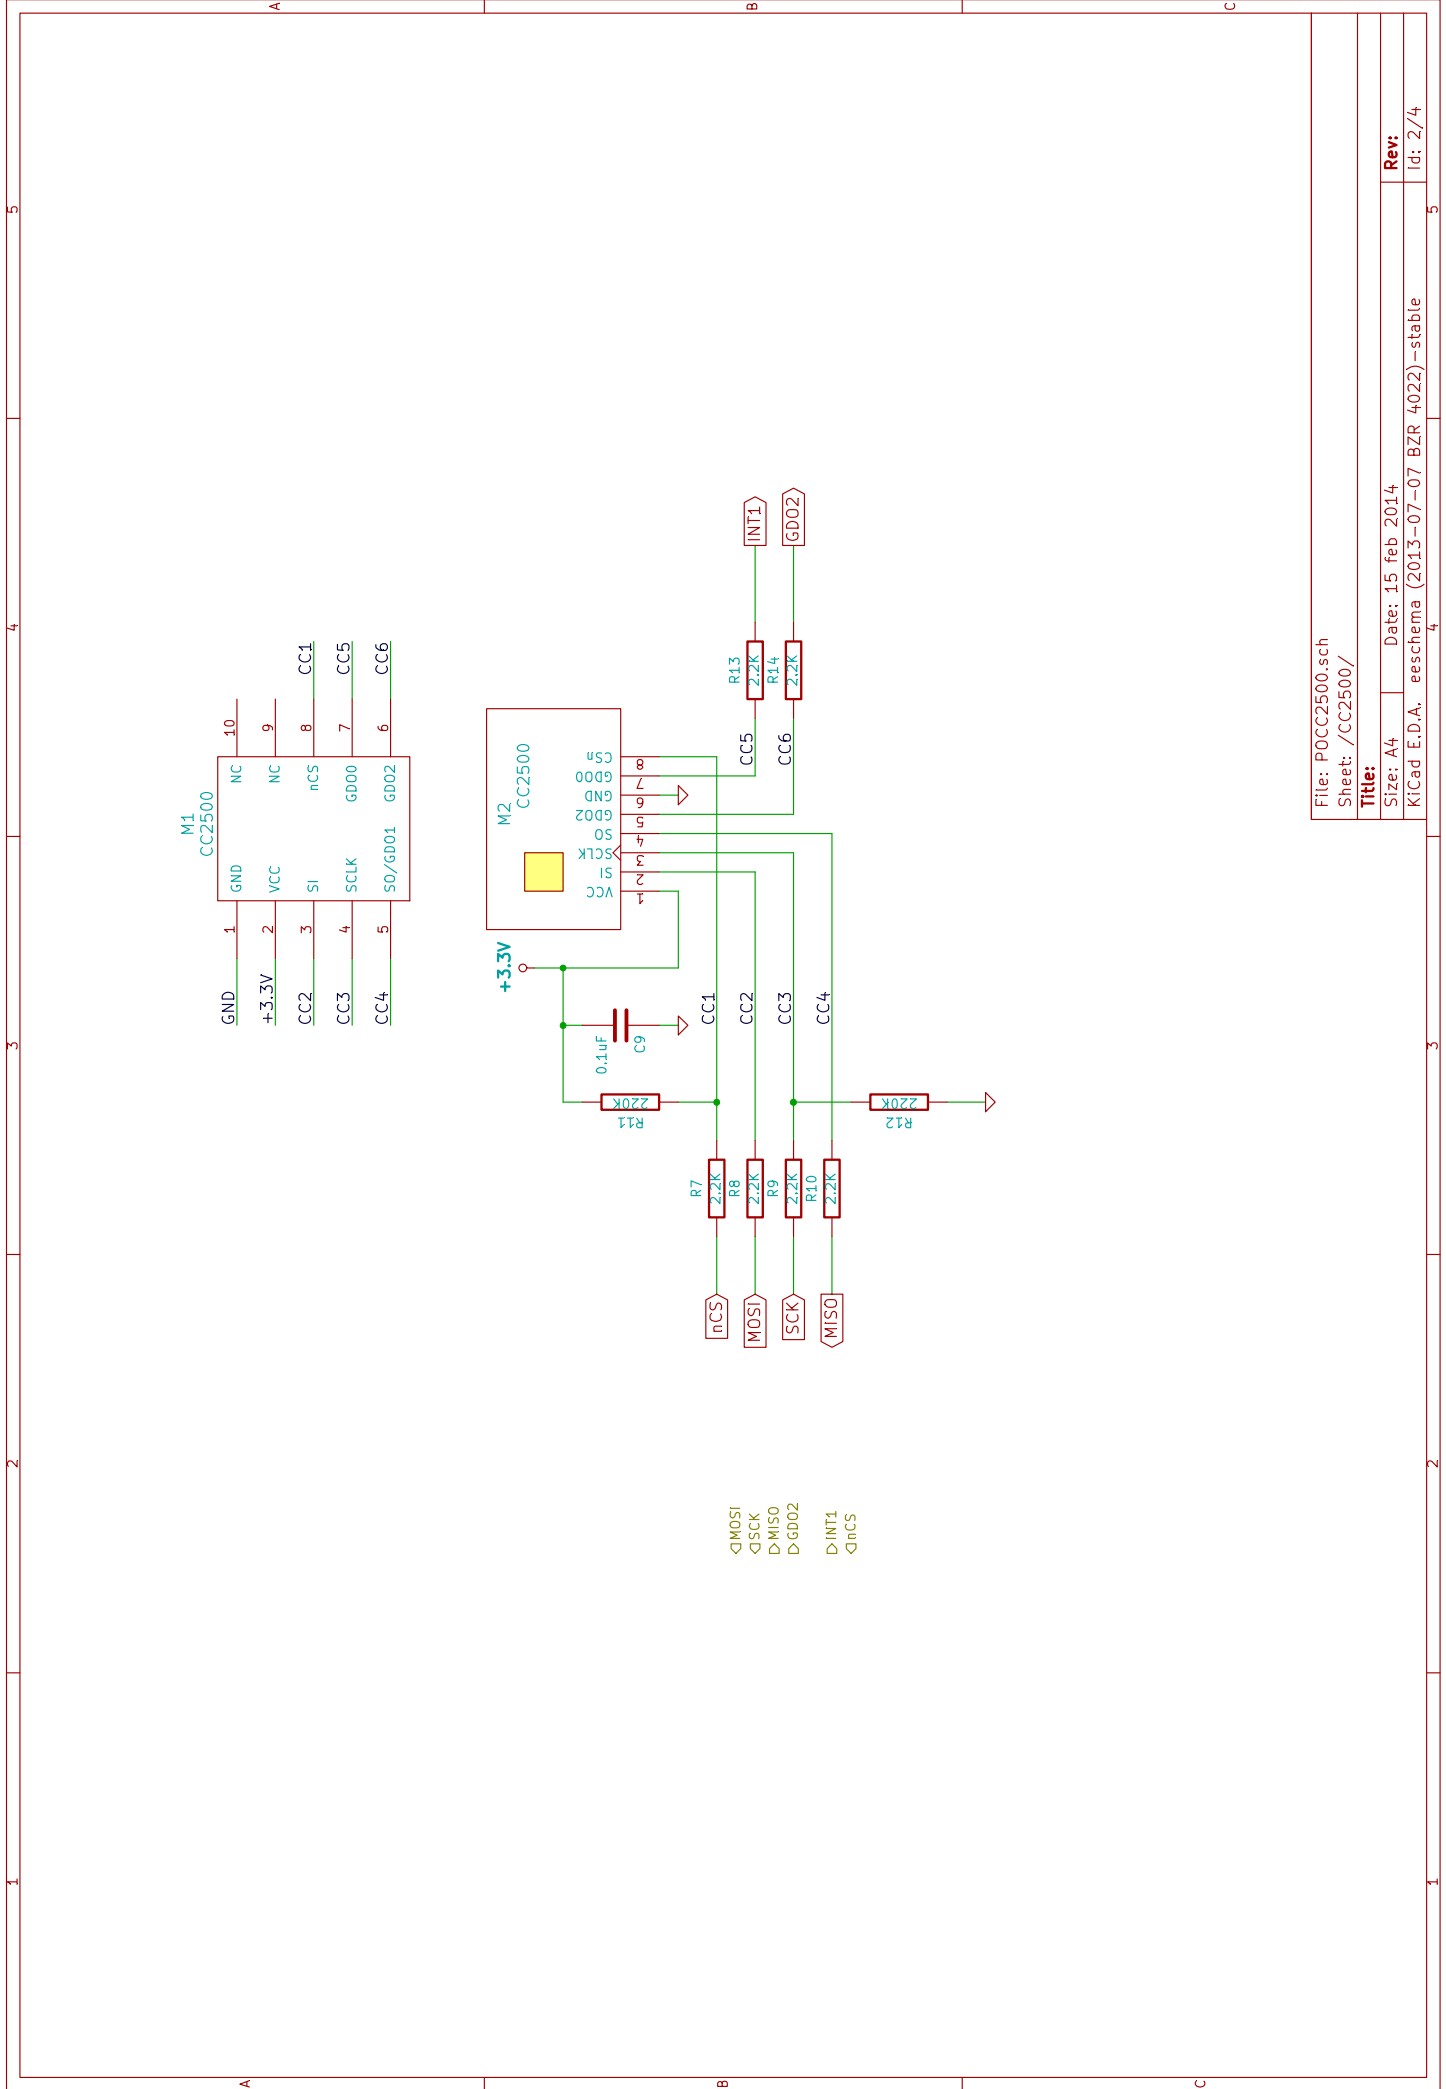 M1
CC2500
GND 1 GND
+3.3V 2 VCC
CC2 3 SI
CC3 4 SCLK
CC4 5 SO/GDO1
NC 10
NC 9
nCS 8 CC1
GDO0 7 CC5
GDO2 6 CC6
M2
CC2500
CSn 8
GDO0 7
GND 6
GDO2 5
SO 4
SCLK 3
SI 2
VCC 1
+3.3V
0.1uF
C9
220K
R11
220K
R12
CC1
CC2
CC3
CC4
CC5
CC6
nCS R7 2.2K
MOSI R8 2.2K
SCK R9 2.2K
MISO R10 2.2K
R13 2.2K INT1
R14 2.2K GDO2
MOSI
SCK
MISO
GDO2
INT1
nCS
File: POCC2500.sch
Sheet: /CC2500/
Title:
Size: A4 Date: 15 feb 2014 Rev:
KiCad E.D.A. eeschema (2013-07-07 BZR 4022)-stable Id: 2/4
1 2 3 4 5
1 2 3 4 5
A B C
A B C